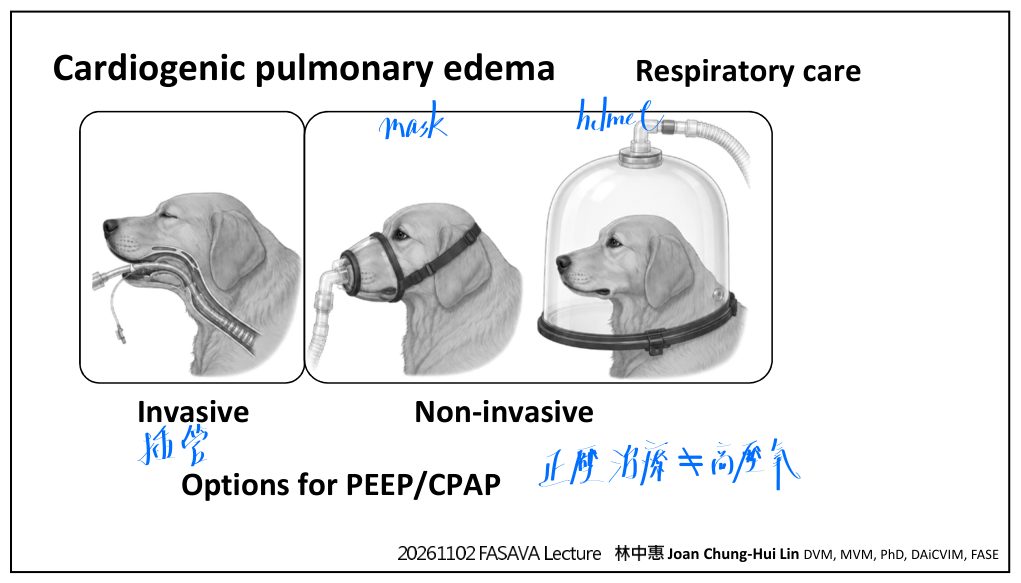 Cardiogenic pulmonary edema
Respiratory care
mask
helmet
Invasive
Non-invasive
插管
正壓治療≠高壓氧
Options for PEEP/CPAP
20261102 FASAVA Lecture 林中惠 Joan Chung-Hui Lin DVM, MVM, PhD, DAiCVIM, FASE